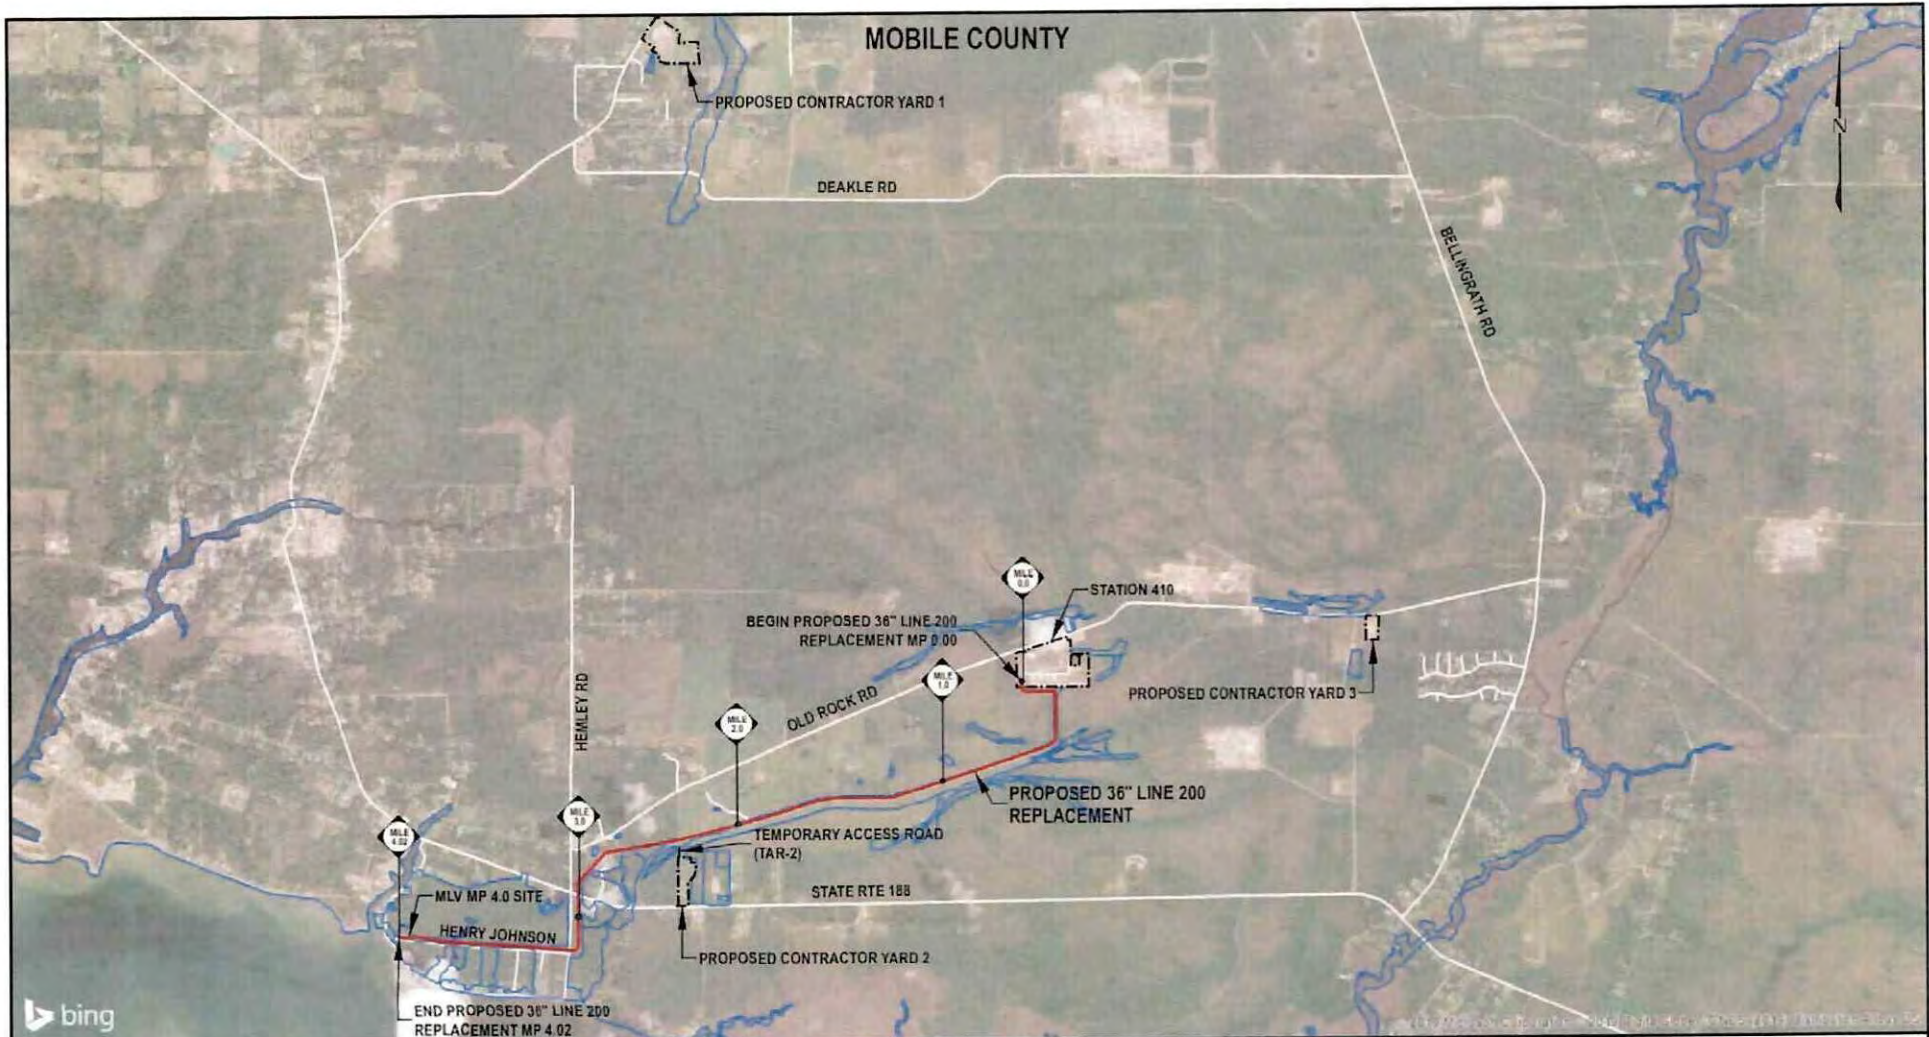 MOBILE COUNTY
PROPOSED CONTRACTOR YARD 1
N
DEAKLE RD
BELLINGRATH RD
MILE
0.0
STATION 410
BEGIN PROPOSED 36" LINE 200
REPLACEMENT MP 0.00
MILE
1.0
PROPOSED CONTRACTOR YARD 3
HEMLEY RD
OLD ROCK RD
MILE
2.0
PROPOSED 36" LINE 200
REPLACEMENT
MILE
3.0
TEMPORARY ACCESS ROAD
(TAR-2)
MILE
4.02
STATE RTE 188
MLV MP 4.0 SITE
HENRY JOHNSON
PROPOSED CONTRACTOR YARD 2
END PROPOSED 36" LINE 200
REPLACEMENT MP 4.02
bing